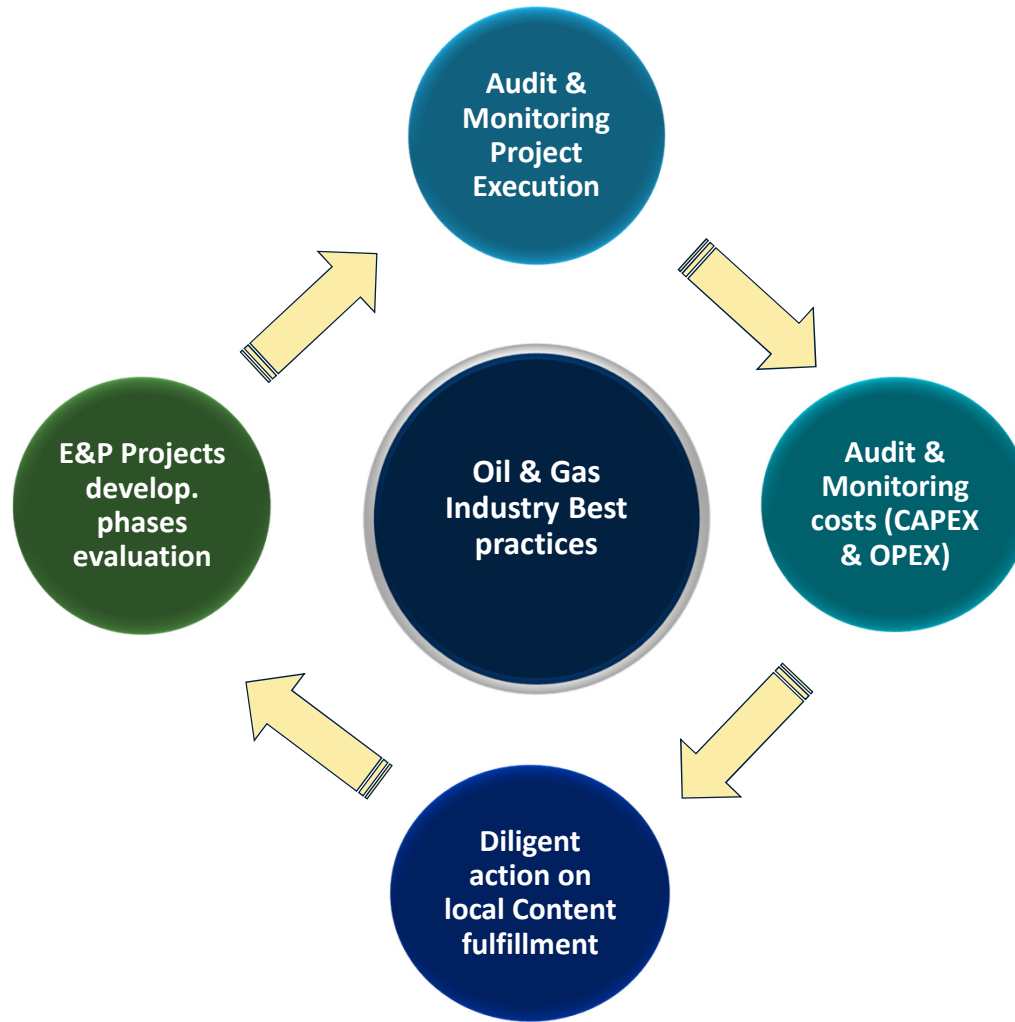 Audit &
Monitoring
Project
Execution
E&P Projects
develop.
phases
evaluation
Oil & Gas
Industry Best
practices
Audit &
Monitoring
costs (CAPEX
& OPEX)
Diligent
action on
local Content
fulfillment